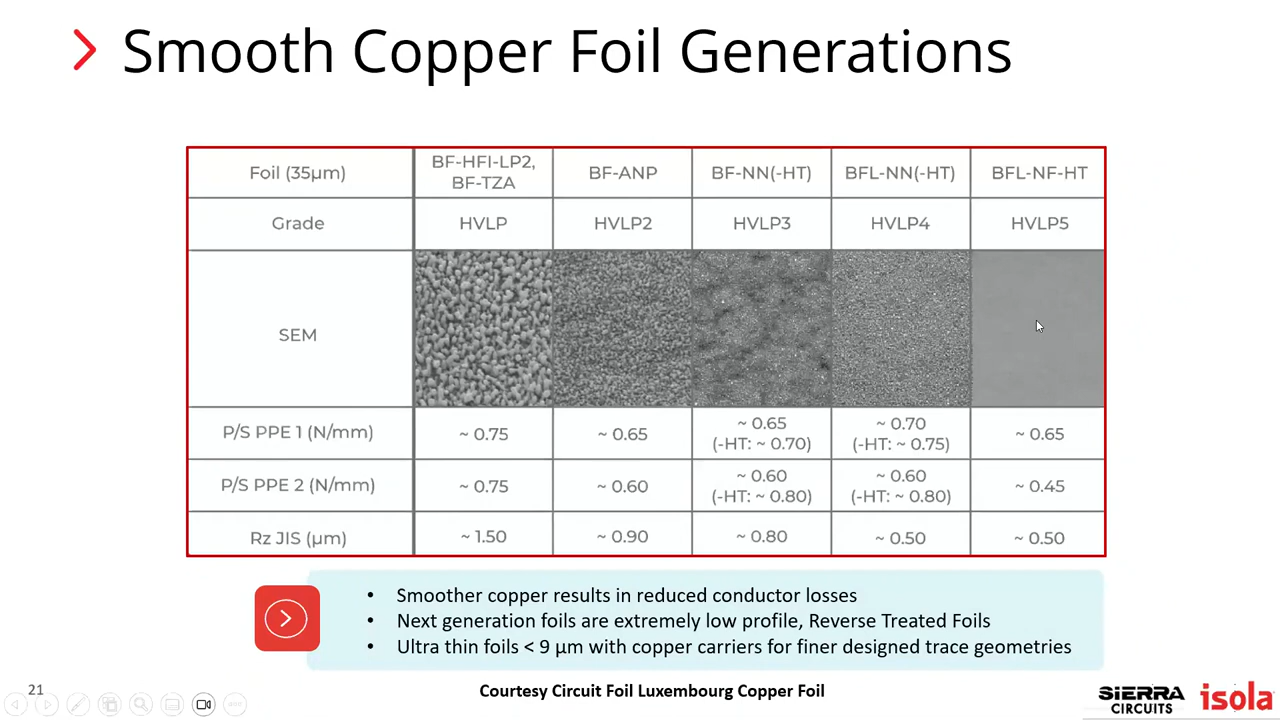 Smooth Copper Foil Generations
Foil (35µm)
BF-HFI-LP2,
BF-TZA
BF-ANP
BF-NN(-HT)
BFL-NN(-HT)
BFL-NF-HT
Grade
HVLP
HVLP2
HVLP3
HVLP4
HVLP5
SEM
P/S PPE 1 (N/mm)
~ 0.75
~ 0.65
~ 0.65
(-HT: ~ 0.70)
~ 0.70
(-HT: ~ 0.75)
~ 0.65
P/S PPE 2 (N/mm)
~ 0.75
~ 0.60
~ 0.60
(-HT: ~ 0.80)
~ 0.60
(-HT: ~ 0.80)
~ 0.45
Rz JIS (µm)
~ 1.50
~ 0.90
~ 0.80
~ 0.50
~ 0.50
• Smoother copper results in reduced conductor losses
• Next generation foils are extremely low profile, Reverse Treated Foils
• Ultra thin foils < 9 µm with copper carriers for finer designed trace geometries
21
Courtesy Circuit Foil Luxembourg Copper Foil
SIERRA
CIRCUITS
isola